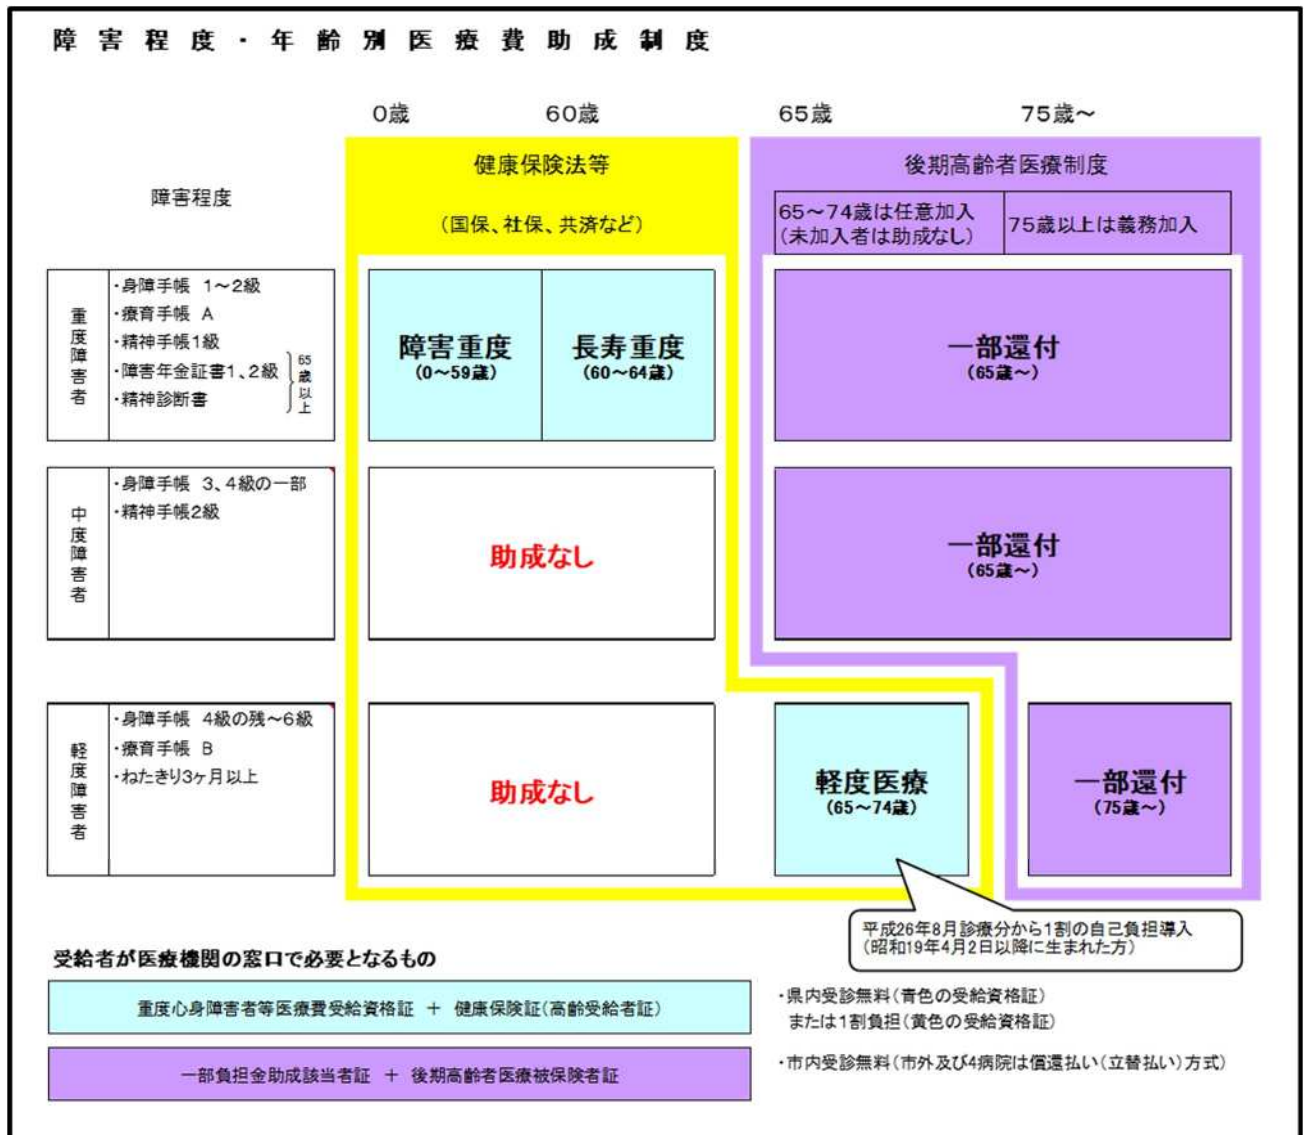 障害程度・年齢別医療費助成制度
0歳
60歳
65歳
75歳～
障害程度
健康保険法等
(国保、社保、共済など)
後期高齢者医療制度
65～74歳は任意加入
(未加入者は助成なし)
75歳以上は義務加入
重度障害者
・身障手帳 1～2級
・療育手帳 A
・精神手帳1級
・障害年金証書1、2級
・精神診断書
65歳以上
障害重度
(0～59歳)
長寿重度
(60～64歳)
一部還付
(65歳～)
中度障害者
・身障手帳 3、4級の一部
・精神手帳2級
助成なし
一部還付
(65歳～)
軽度障害者
・身障手帳 4級の残～6級
・療育手帳 B
・ねたきり3ヶ月以上
助成なし
軽度医療
(65～74歳)
一部還付
(75歳～)
平成26年8月診療分から1割の自己負担導入
(昭和19年4月2日以降に生まれた方)
受給者が医療機関の窓口で必要となるもの
重度心身障害者等医療費受給資格証 ＋ 健康保険証(高齢受給者証)
・県内受診無料(青色の受給資格証)
または1割負担(黄色の受給資格証)
一部負担金助成該当者証 ＋ 後期高齢者医療被保険者証
・市内受診無料(市外及び4病院は償還払い(立替払い)方式)